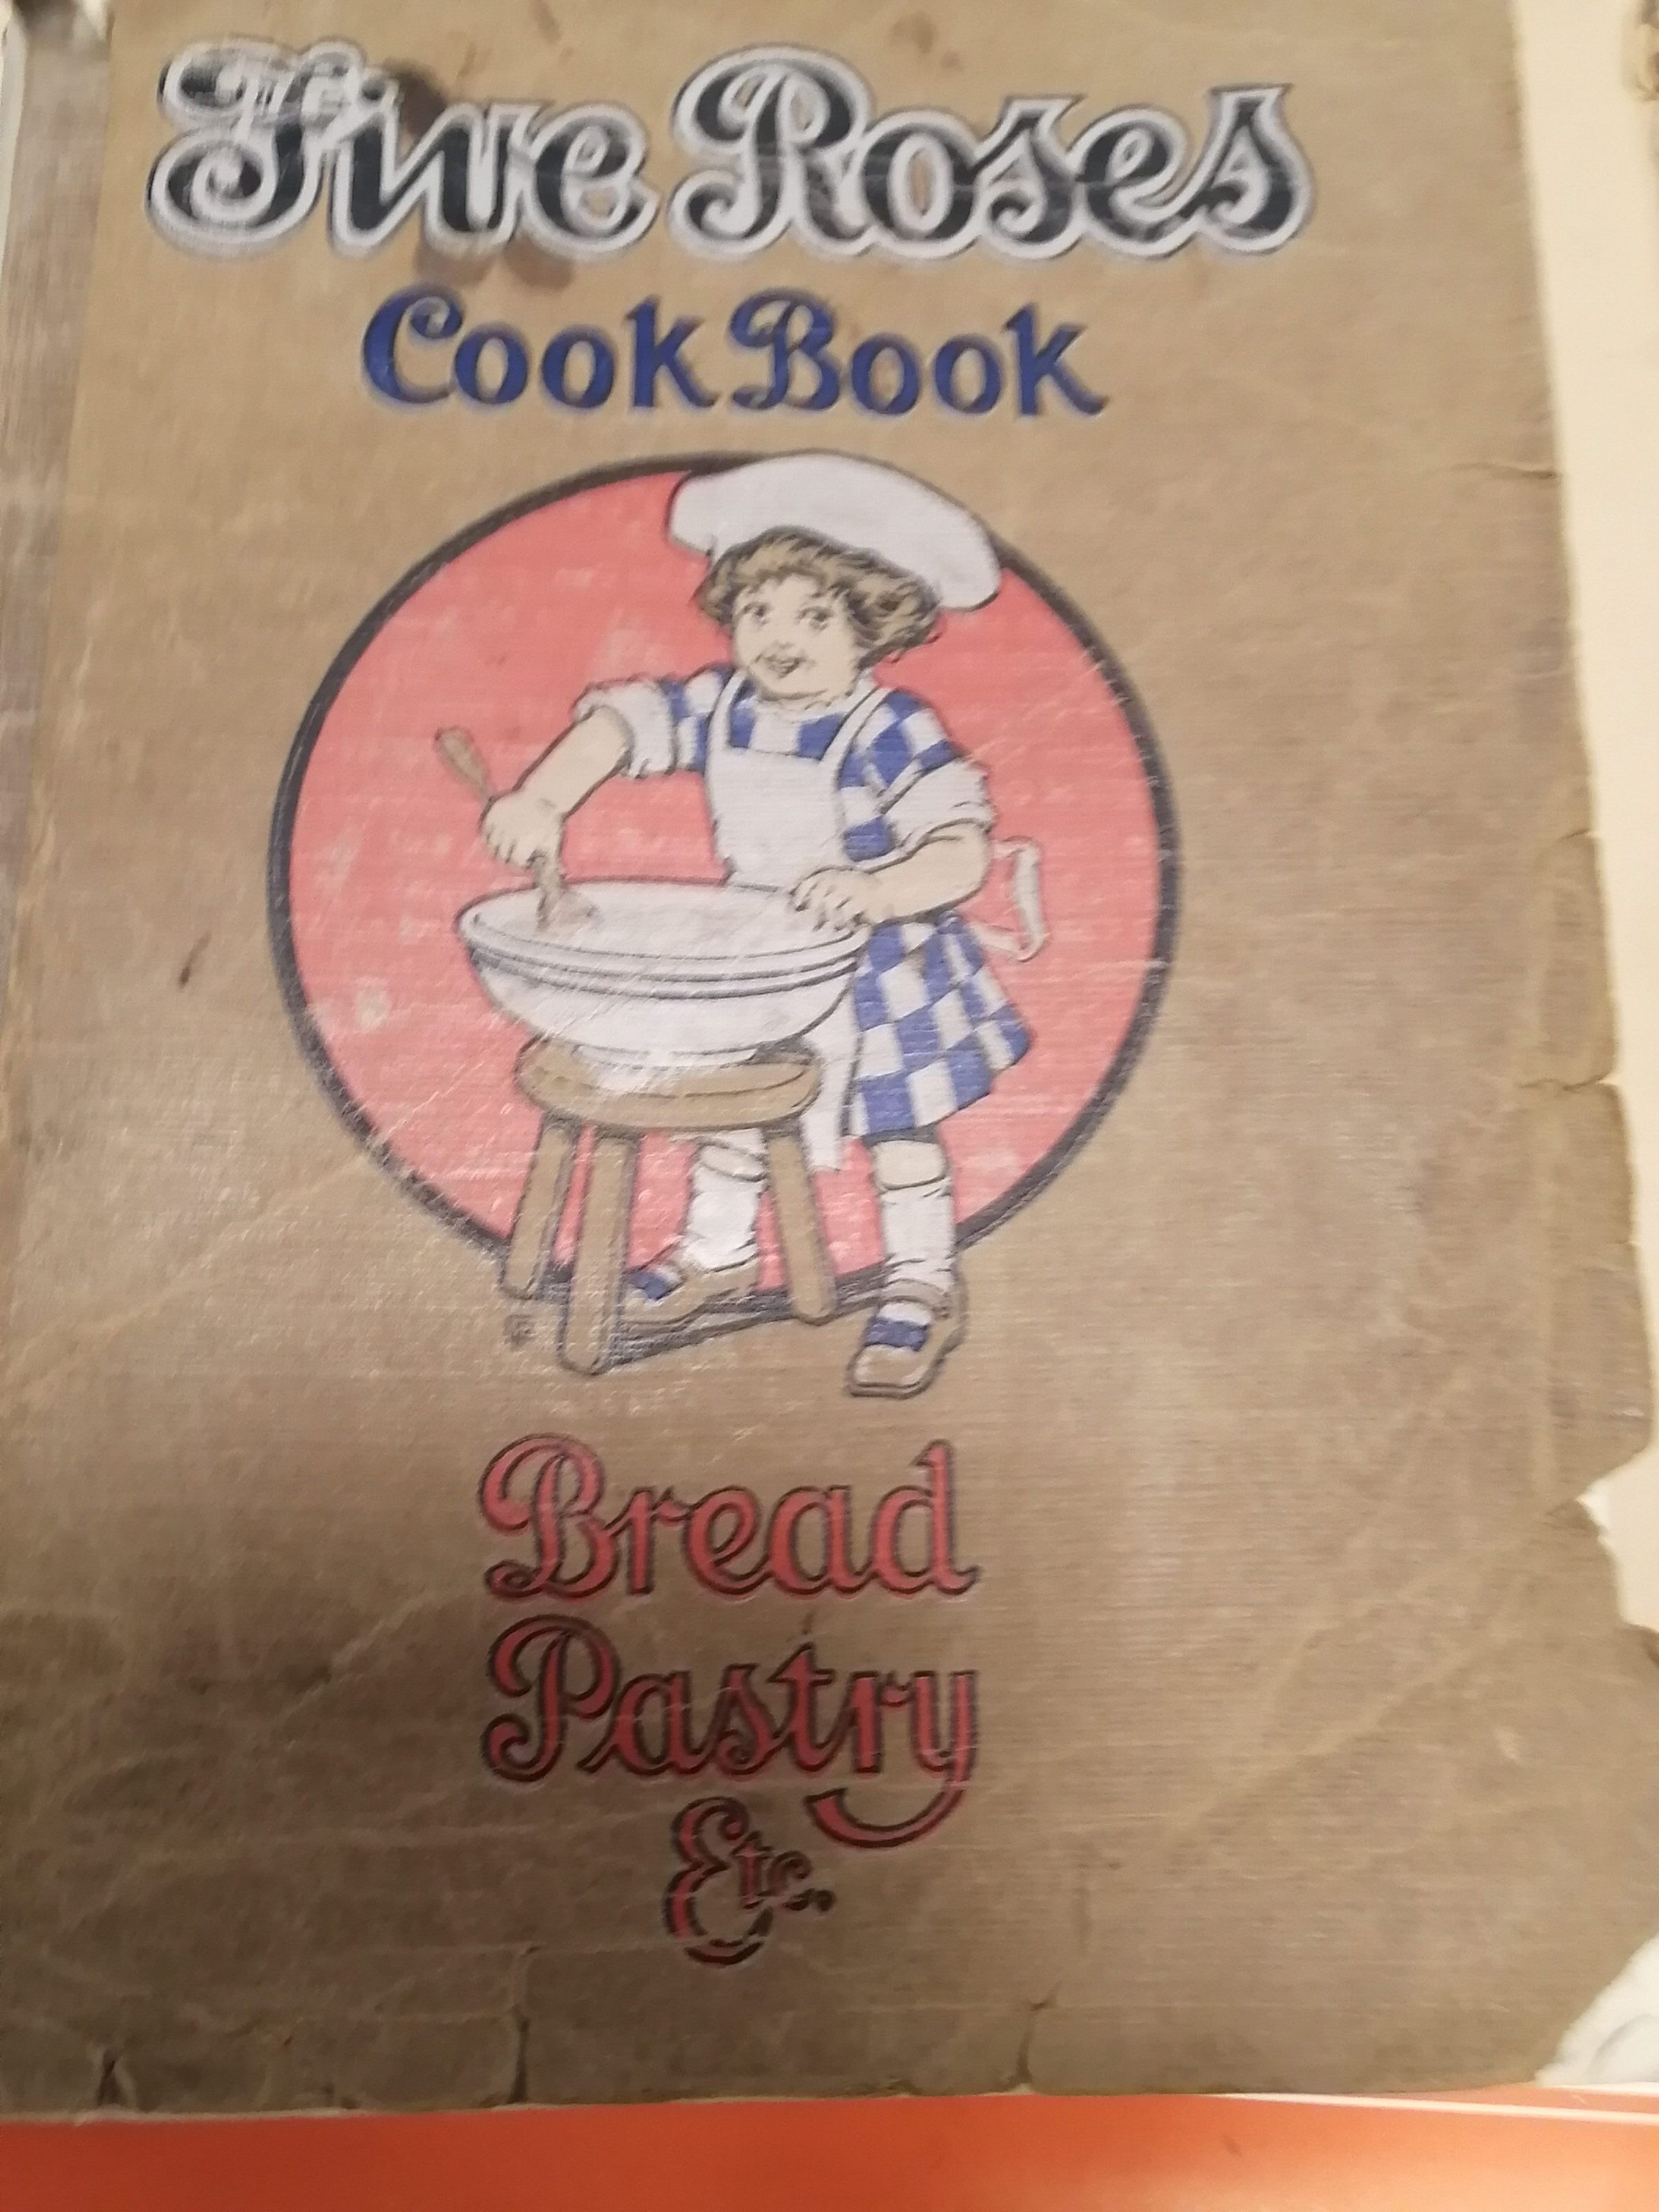 Five Roses
Cook Book
Bread
Pastry
Etc.